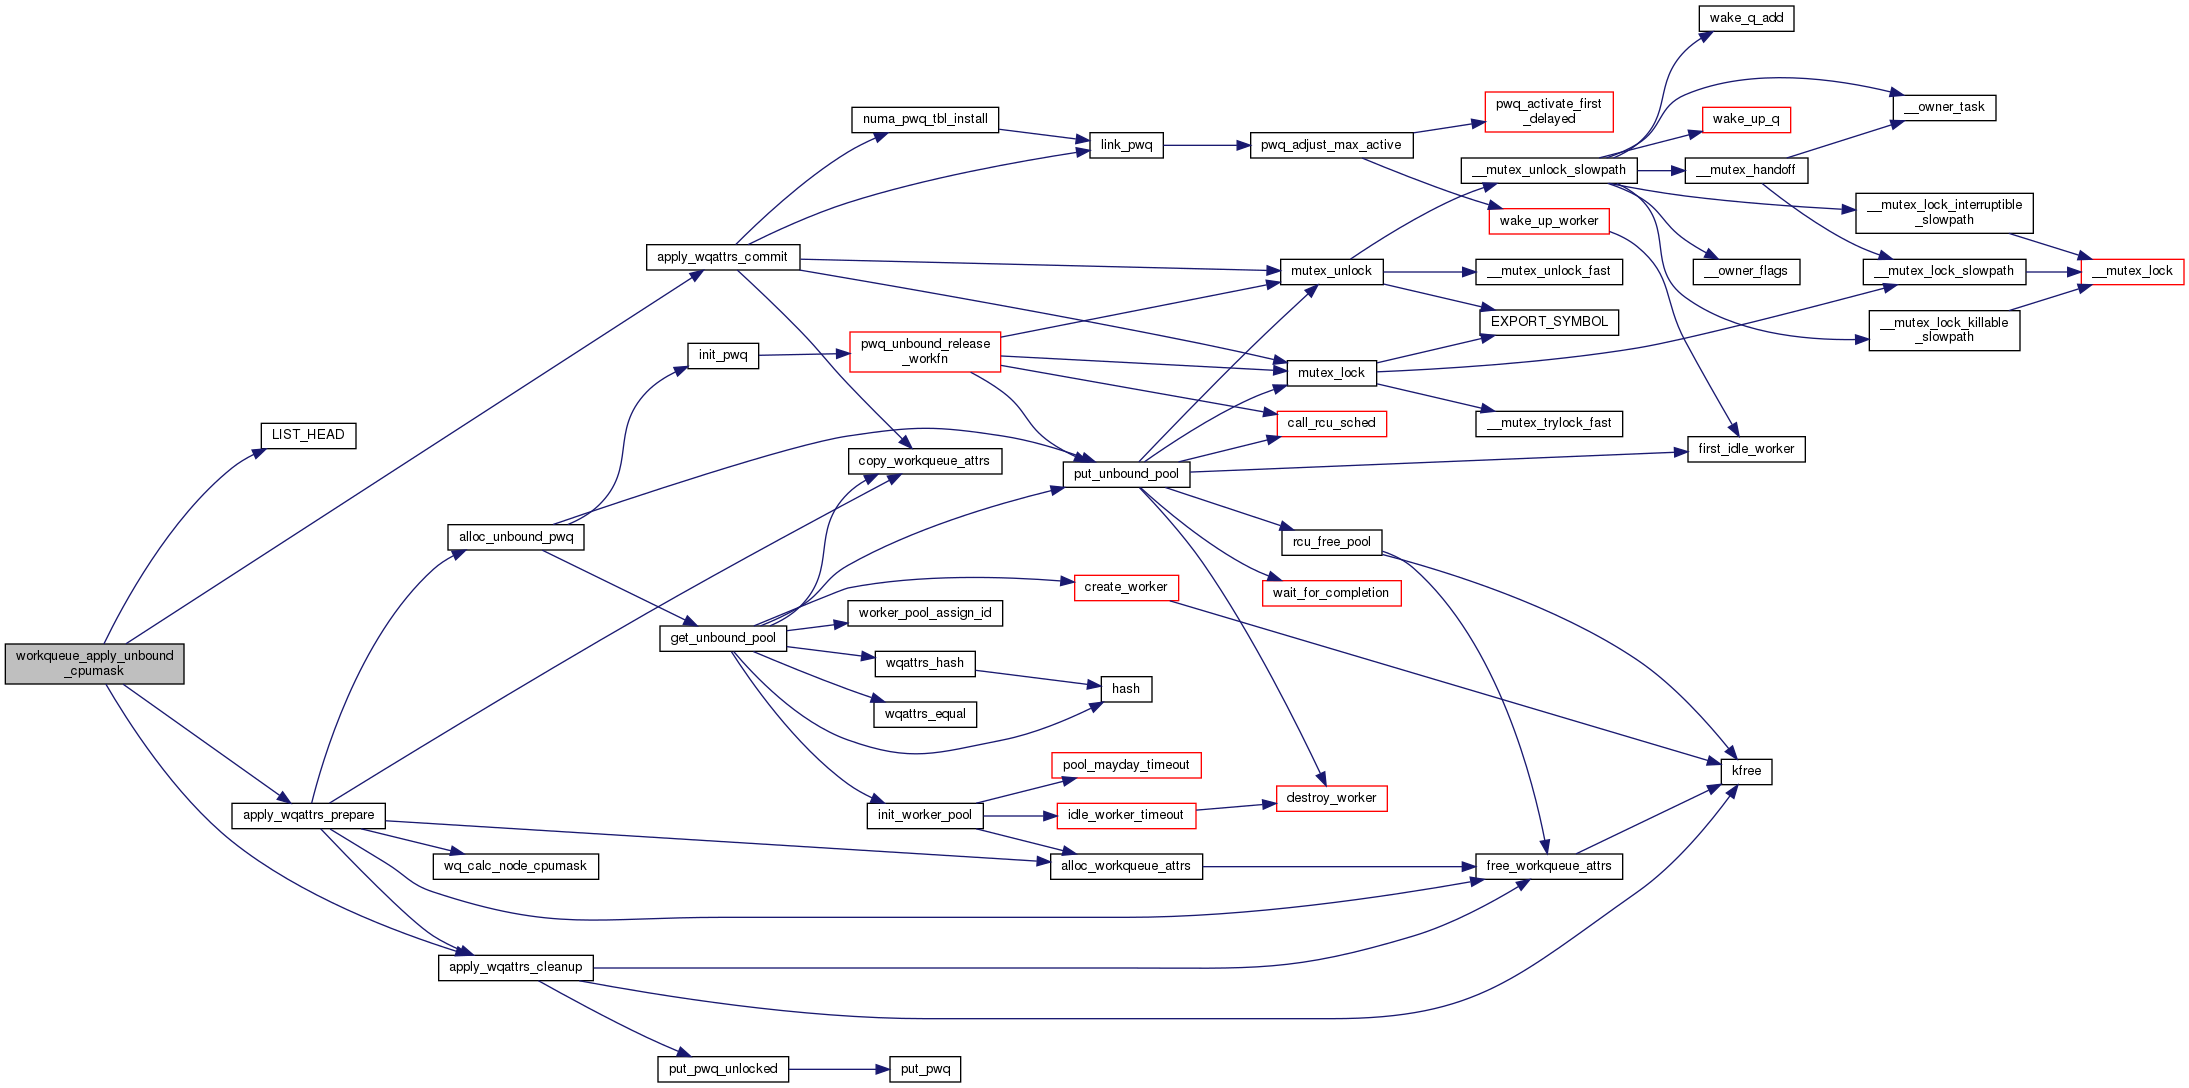 wake_q_add
numa_pwq_tbl_install
pwq_activate_first
_delayed
wake_up_q
__owner_task
link_pwq
pwq_adjust_max_active
__mutex_unlock_slowpath
__mutex_handoff
wake_up_worker
__mutex_lock_interruptible
_slowpath
apply_wqattrs_commit
mutex_unlock
__mutex_unlock_fast
__owner_flags
__mutex_lock_slowpath
__mutex_lock
EXPORT_SYMBOL
__mutex_lock_killable
_slowpath
init_pwq
pwq_unbound_release
_workfn
mutex_lock
call_rcu_sched
__mutex_trylock_fast
LIST_HEAD
copy_workqueue_attrs
put_unbound_pool
first_idle_worker
alloc_unbound_pwq
rcu_free_pool
create_worker
wait_for_completion
worker_pool_assign_id
get_unbound_pool
workqueue_apply_unbound
_cpumask
wqattrs_hash
hash
wqattrs_equal
pool_mayday_timeout
kfree
destroy_worker
apply_wqattrs_prepare
init_worker_pool
idle_worker_timeout
wq_calc_node_cpumask
alloc_workqueue_attrs
free_workqueue_attrs
apply_wqattrs_cleanup
put_pwq_unlocked
put_pwq